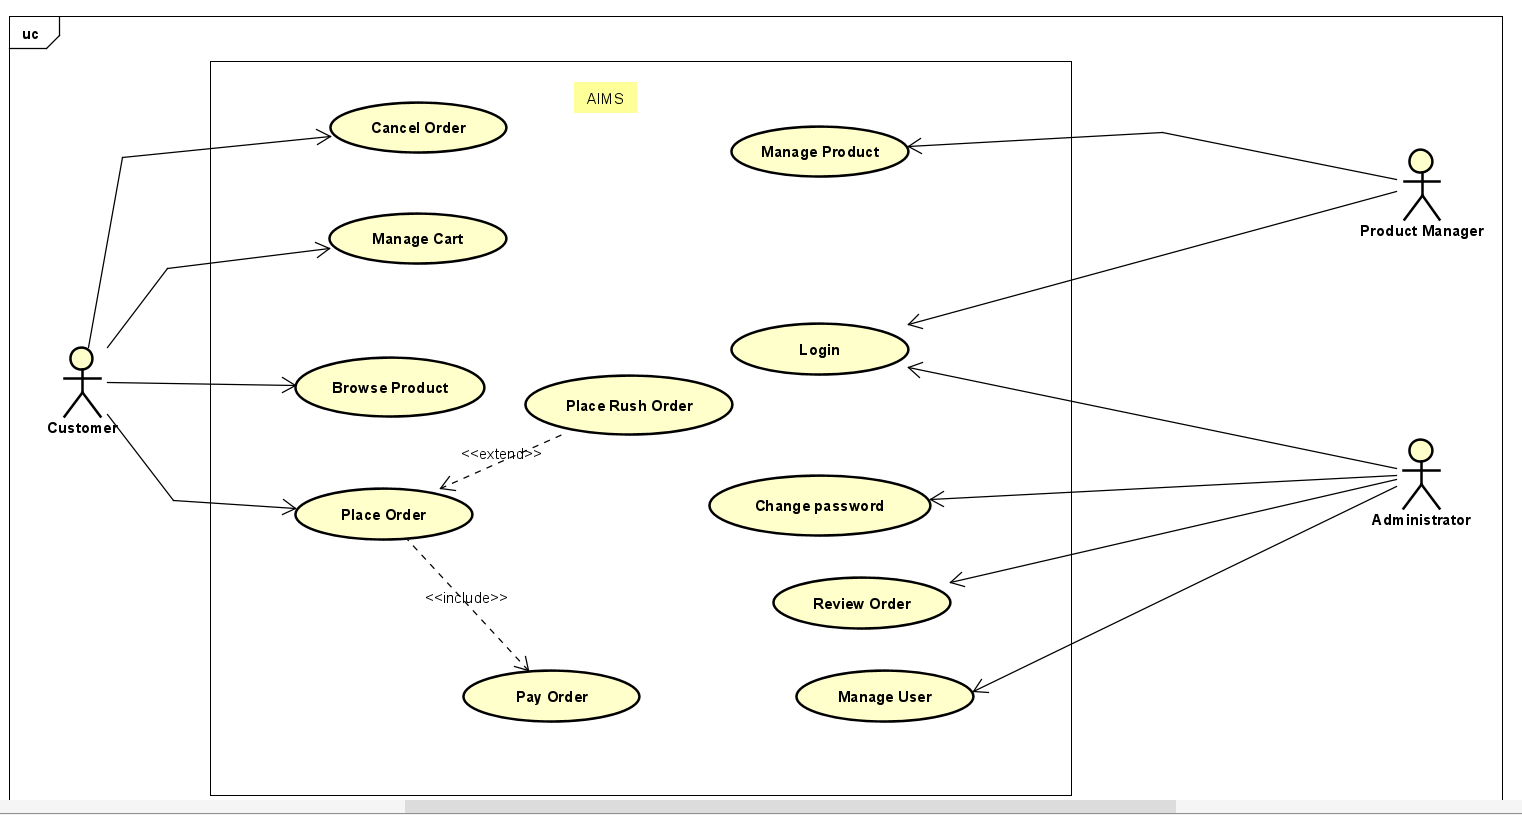 uc
AIMS
Cancel Order
Manage Product
Product Manager
Manage Cart
Login
Customer
Browse Product
Place Rush Order
<<extend>>
Place Order
Change password
Administrator
<<include>>
Review Order
Pay Order
Manage User